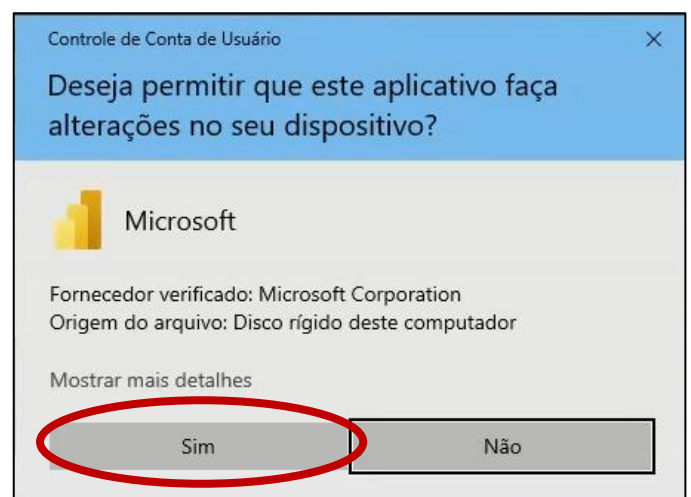 Controle de Conta de Usuário
Deseja permitir que este aplicativo faça
alterações no seu dispositivo?
Microsoft
Fornecedor verificado: Microsoft Corporation
Origem do arquivo: Disco rígido deste computador
Mostrar mais detalhes
Sim
Não